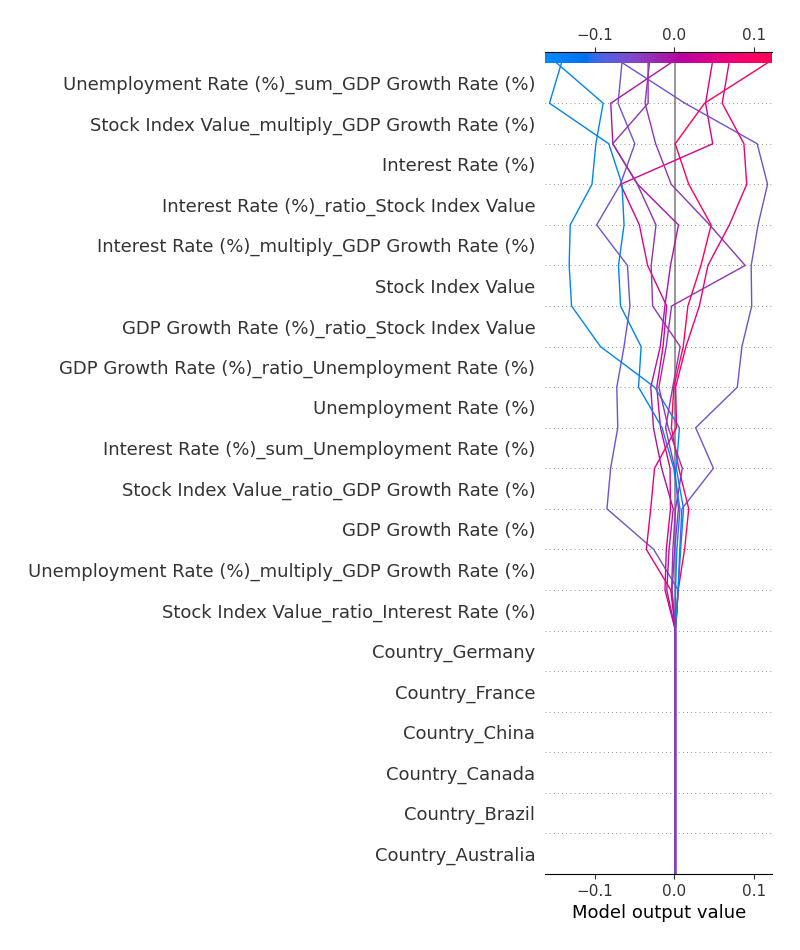 −0.1 0.0 0.1
Unemployment Rate (%)_sum_GDP Growth Rate (%)
Stock Index Value_multiply_GDP Growth Rate (%)
Interest Rate (%)
Interest Rate (%)_ratio_Stock Index Value
Interest Rate (%)_multiply_GDP Growth Rate (%)
Stock Index Value
GDP Growth Rate (%)_ratio_Stock Index Value
GDP Growth Rate (%)_ratio_Unemployment Rate (%)
Unemployment Rate (%)
Interest Rate (%)_sum_Unemployment Rate (%)
Stock Index Value_ratio_GDP Growth Rate (%)
GDP Growth Rate (%)
Unemployment Rate (%)_multiply_GDP Growth Rate (%)
Stock Index Value_ratio_Interest Rate (%)
Country_Germany
Country_France
Country_China
Country_Canada
Country_Brazil
Country_Australia
−0.1 0.0 0.1
Model output value